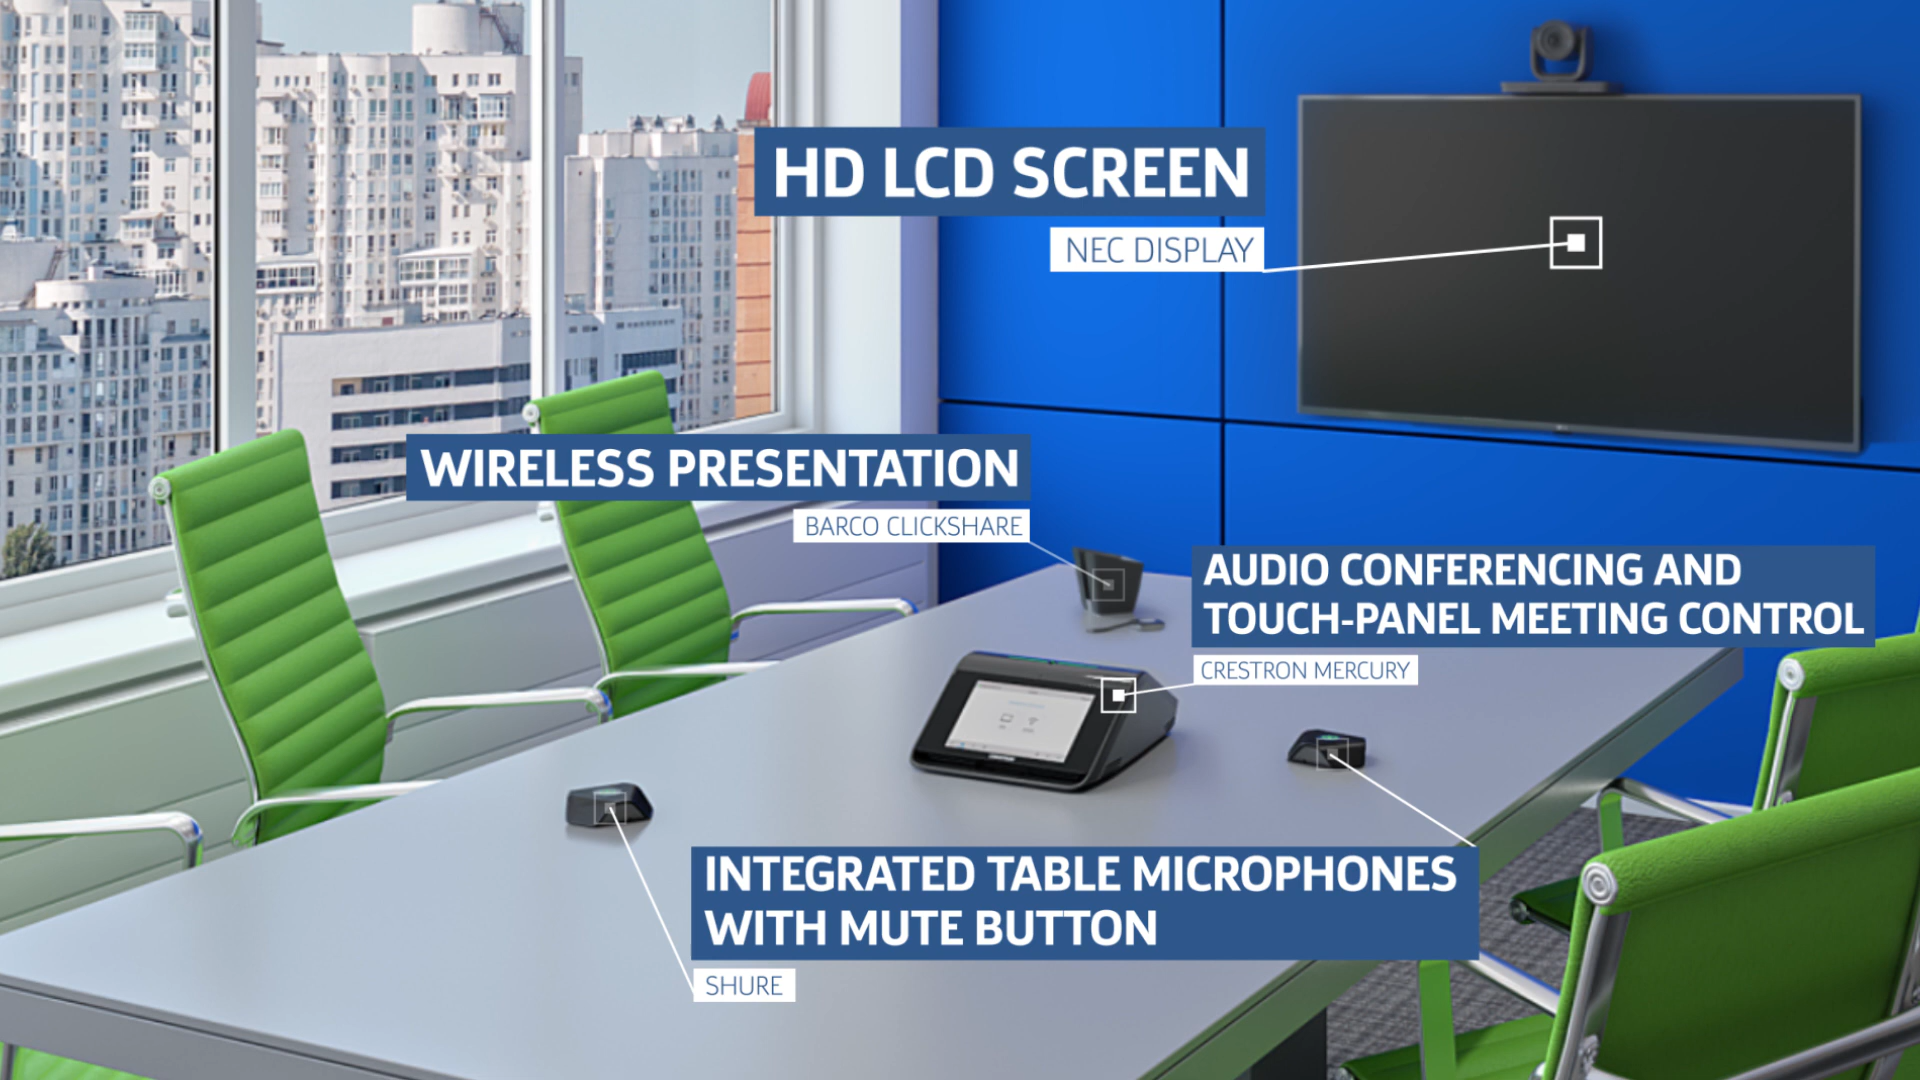 HD LCD SCREEN
NEC DISPLAY
WIRELESS PRESENTATION
BARCO CLICKSHARE
AUDIO CONFERENCING AND
TOUCH-PANEL MEETING CONTROL
CRESTRON MERCURY
INTEGRATED TABLE MICROPHONES
WITH MUTE BUTTON
SHURE